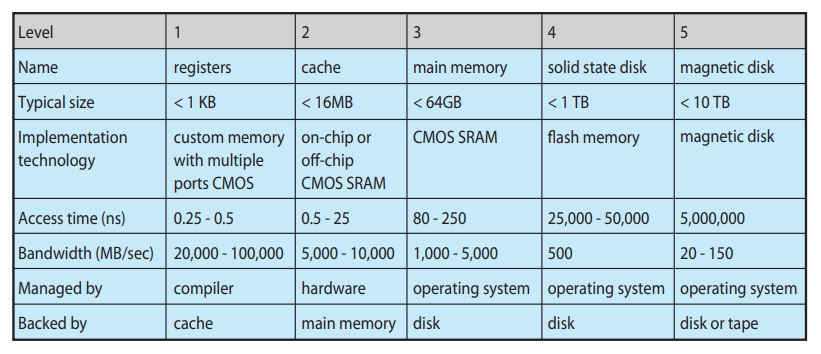 Level 1 2 3 4 5
Name registers cache main memory solid state disk magnetic disk
Typical size < 1 KB < 16MB < 64GB < 1 TB < 10 TB
Implementation custom memory on-chip or CMOS SRAM flash memory magnetic disk
technology with multiple off-chip
ports CMOS CMOS SRAM
Access time (ns) 0.25 - 0.5 0.5 - 25 80 - 250 25,000 - 50,000 5,000,000
Bandwidth (MB/sec) 20,000 - 100,000 5,000 - 10,000 1,000 - 5,000 500 20 - 150
Managed by compiler hardware operating system operating system operating system
Backed by cache main memory disk disk disk or tape